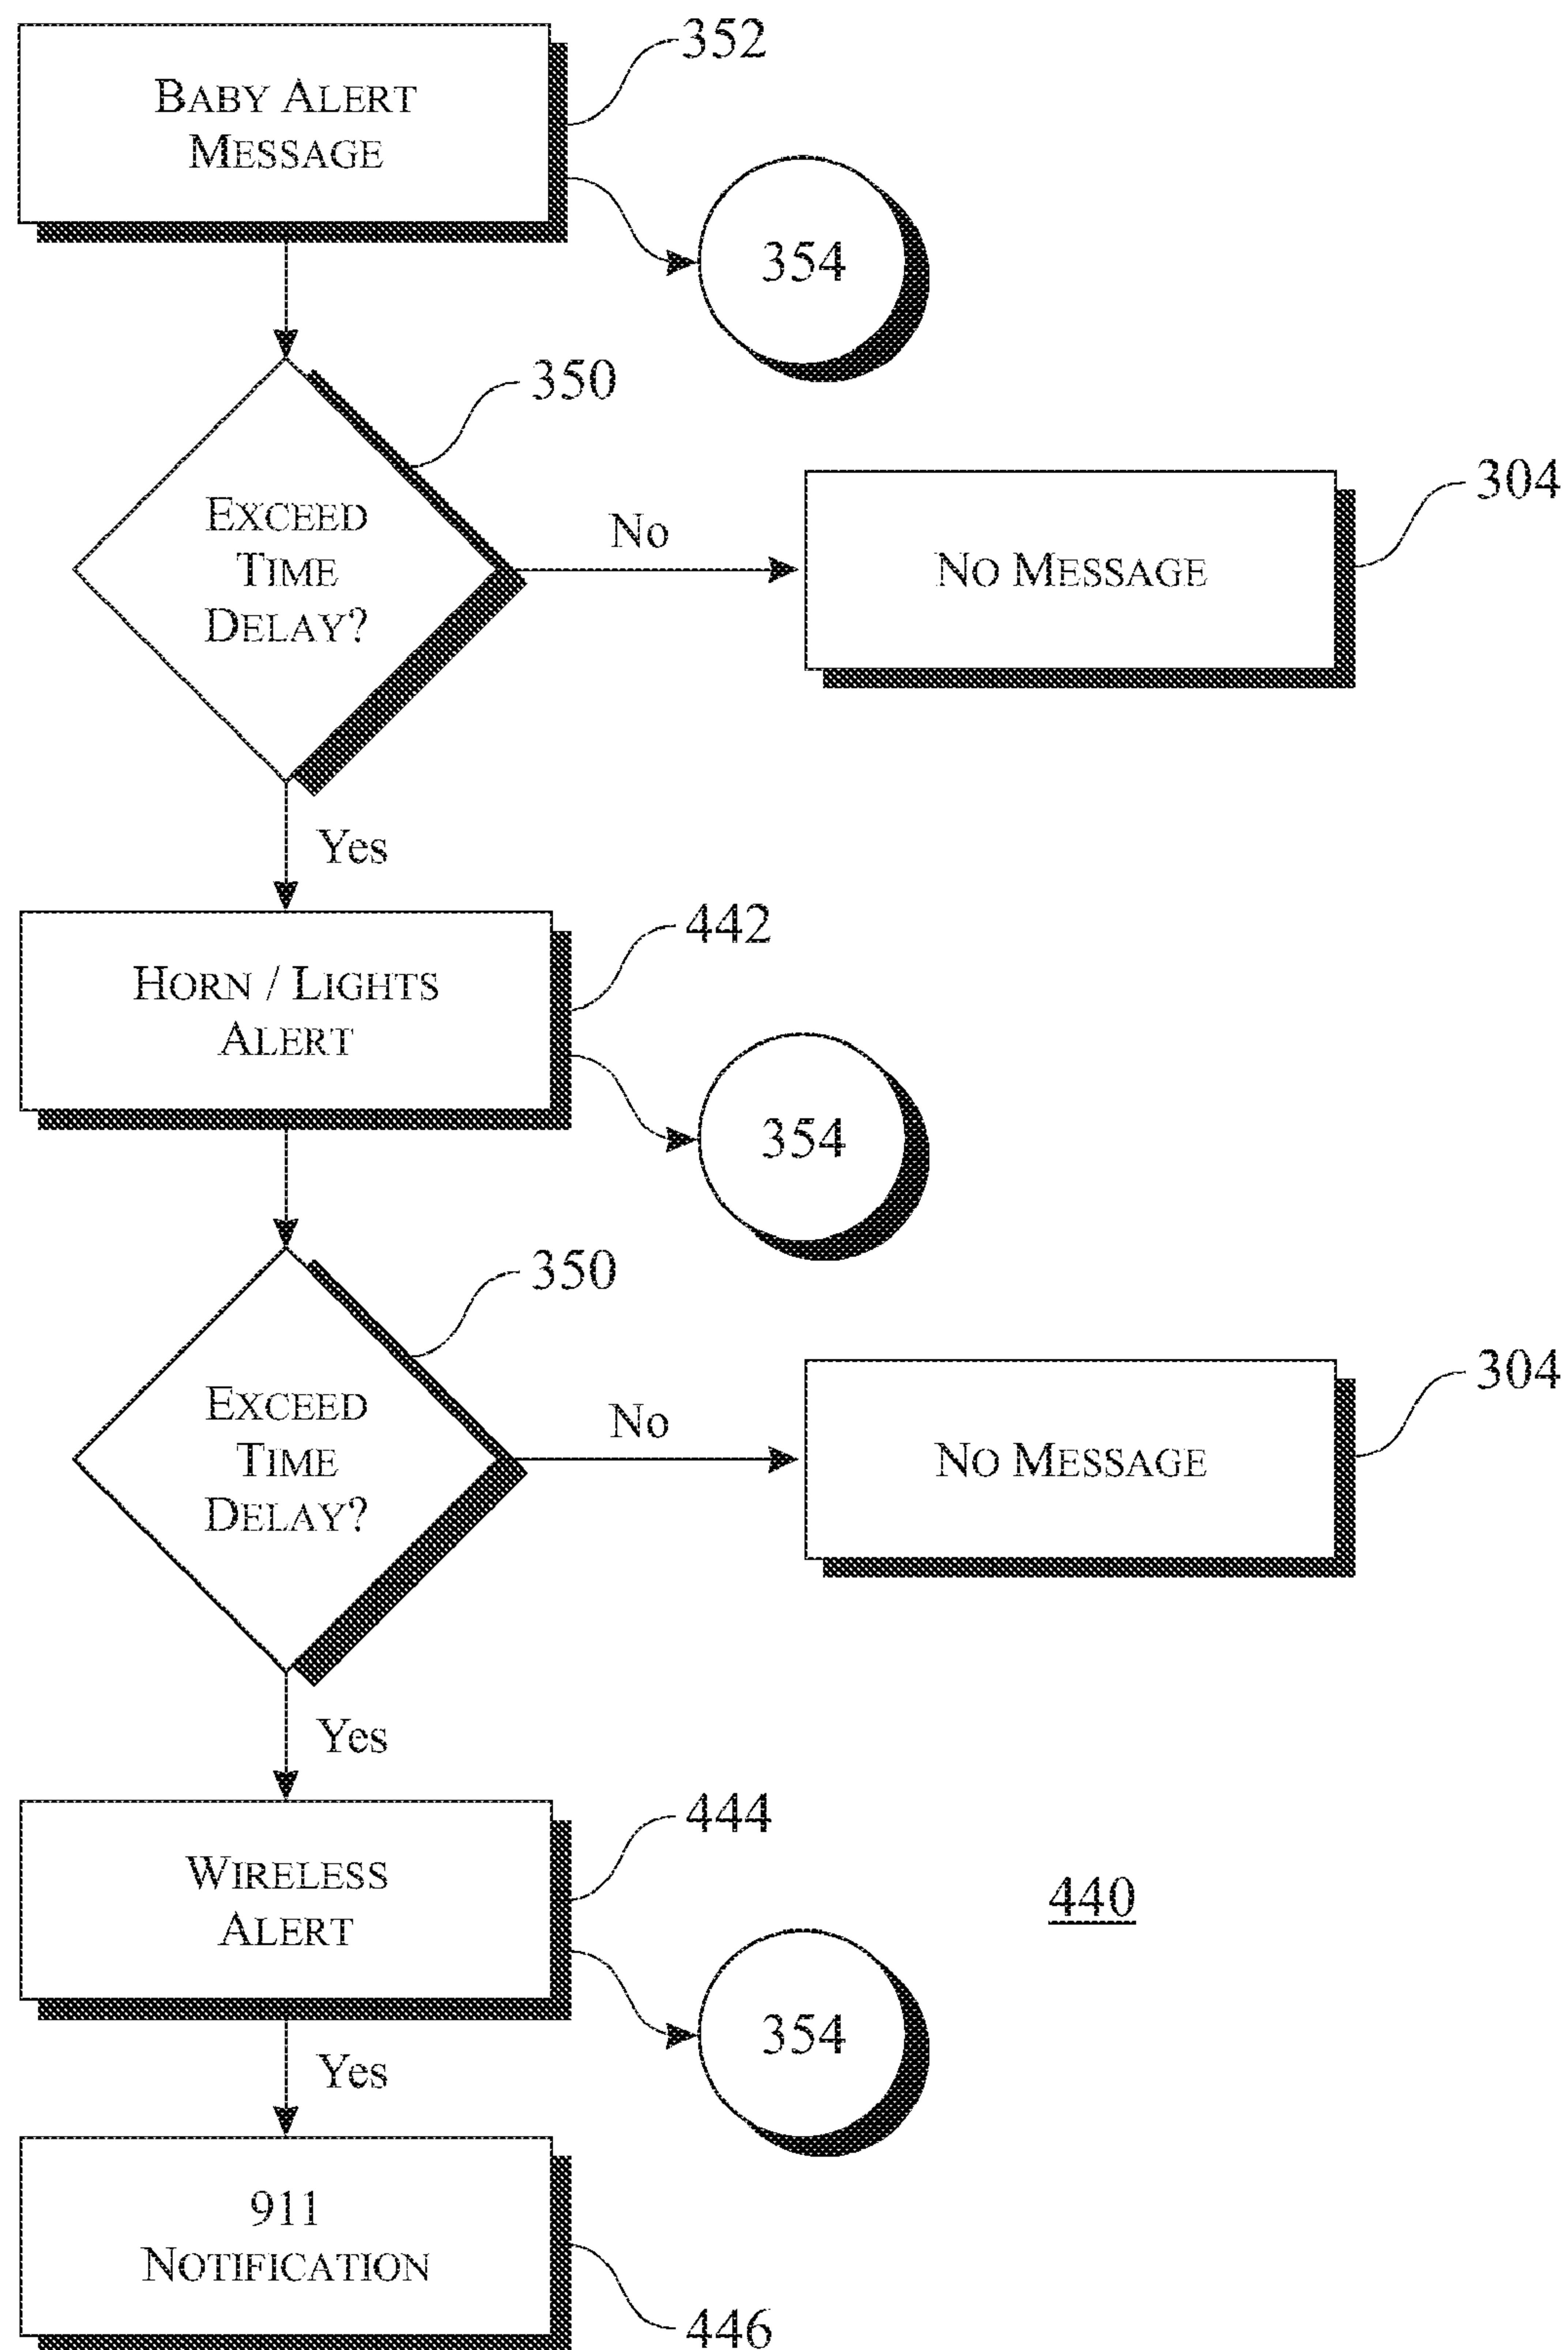 352
BABY ALERT
MESSAGE
354
350
EXCEED
TIME
DELAY?
No
NO MESSAGE
304
Yes
442
HORN / LIGHTS
ALERT
354
350
EXCEED
TIME
DELAY?
No
NO MESSAGE
304
Yes
444
WIRELESS
ALERT
440
354
Yes
911
NOTIFICATION
446